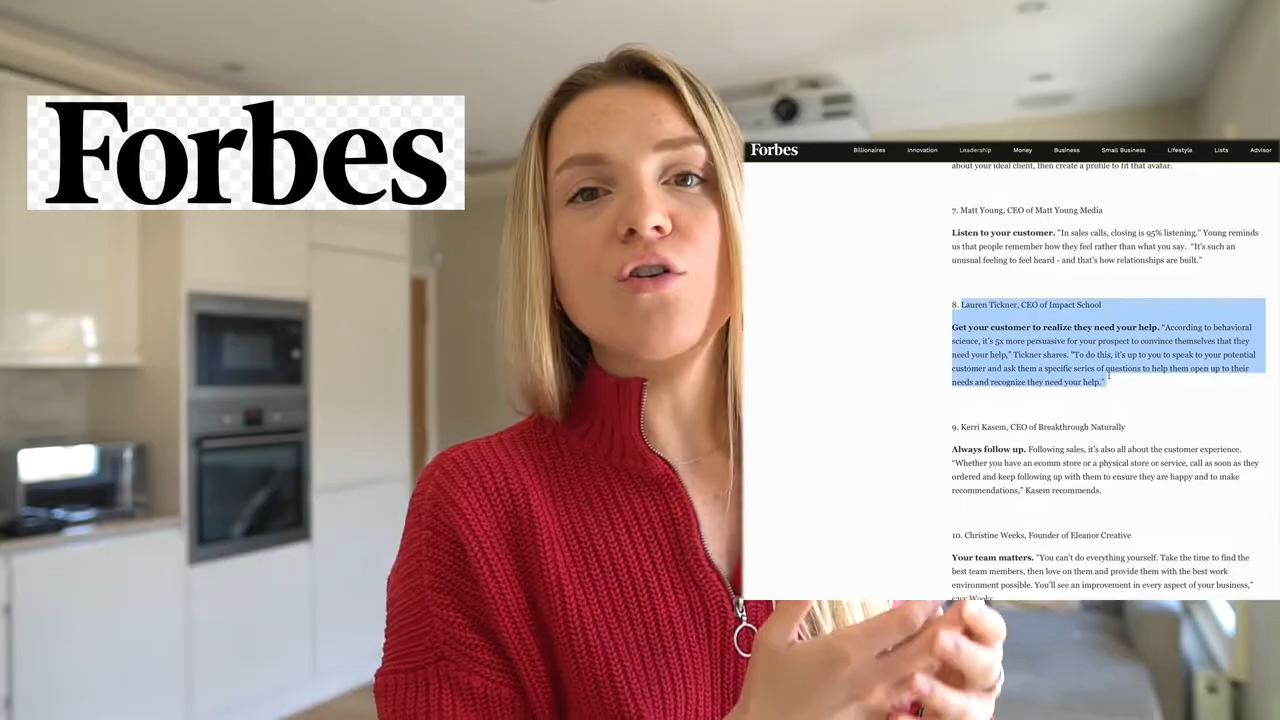 Forbes
Forbes
Billionaires Innovation Leadership Money Business Small Business Lifestyle Lists Advisor
about your ideal client, then create a profile to fit that avatar.
7. Matt Young, CEO of Matt Young Media
Listen to your customer. "In sales calls, closing is 95% listening." Young reminds
us that people remember how they feel rather than what you say. "It's such an
unusual feeling to feel heard - and that's how relationships are built."
8. Lauren Tickner, CEO of Impact School
Get your customer to realize they need your help. "According to behavioral
science, it's 5x more persuasive for your prospect to convince themselves that they
need your help," Tickner shares. "To do this, it's up to you to speak to your potential
customer and ask them a specific series of questions to help them open up to their
needs and recognize they need your help."
9. Kerri Kasem, CEO of Breakthrough Naturally
Always follow up. Following sales, it's also all about the customer experience.
"Whether you have an ecomm store or a physical store or service, call as soon as they
ordered and keep following up with them to ensure they are happy and to make
recommendations," Kasem recommends.
10. Christine Weeks, Founder of Eleanor Creative
Your team matters. "You can't do everything yourself. Take the time to find the
best team members, then love on them and provide them with the best work
environment possible. You'll see an improvement in every aspect of your business,"
says Weeks.